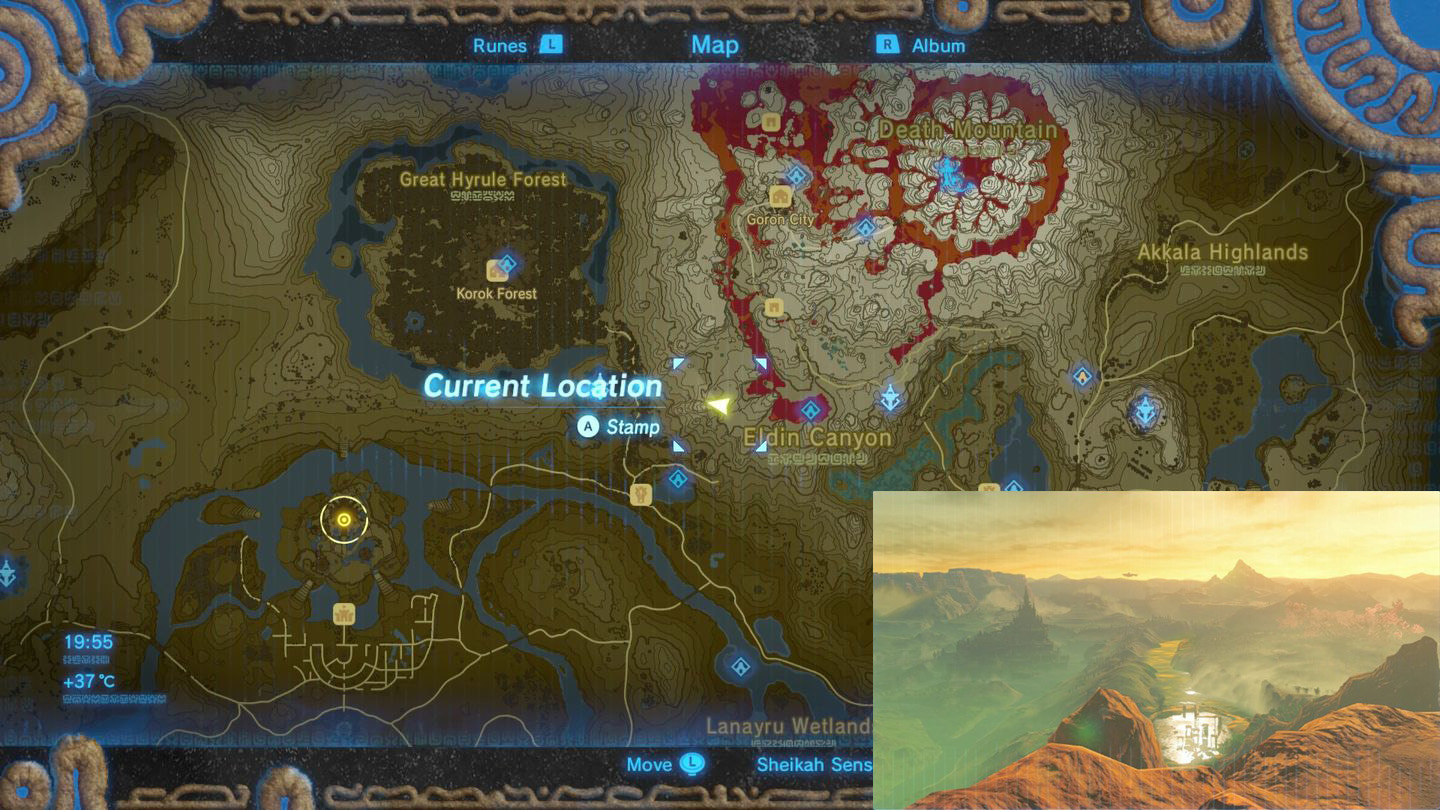 Runes L
Map
R Album
Death Mountain
Great Hyrule Forest
Goron City
Akkala Highlands
Korok Forest
Current Location
A Stamp
Eldin Canyon
19:55
+37 °C
Lanayru Wetlands
Move L
Sheikah Sens